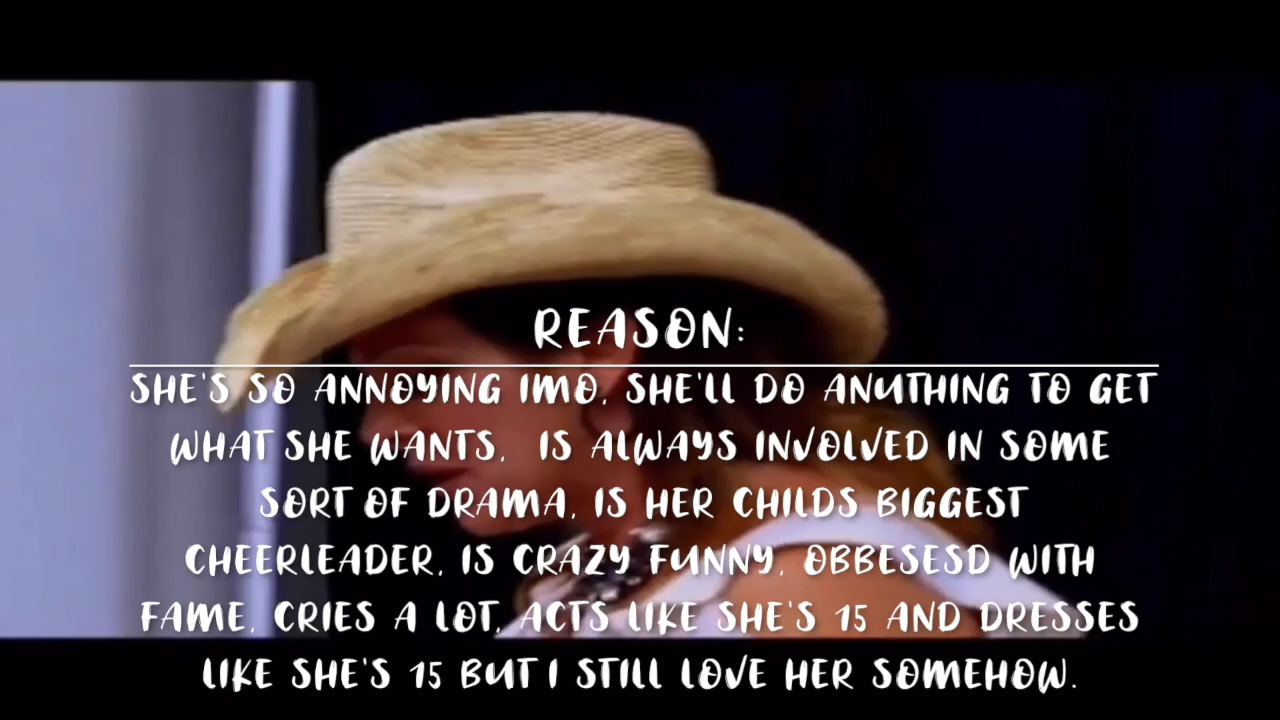 REASON:
SHE'S SO ANNOYING IMO, SHE'LL DO ANUTHING TO GET
WHAT SHE WANTS, IS ALWAYS INVOLVED IN SOME
SORT OF DRAMA, IS HER CHILDS BIGGEST
CHEERLEADER, IS CRAZY FUNNY, OBBESESD WITH
FAME, CRIES A LOT, ACTS LIKE SHE'S 15 AND DRESSES
LIKE SHE'S 15 BUT I STILL LOVE HER SOMEHOW.